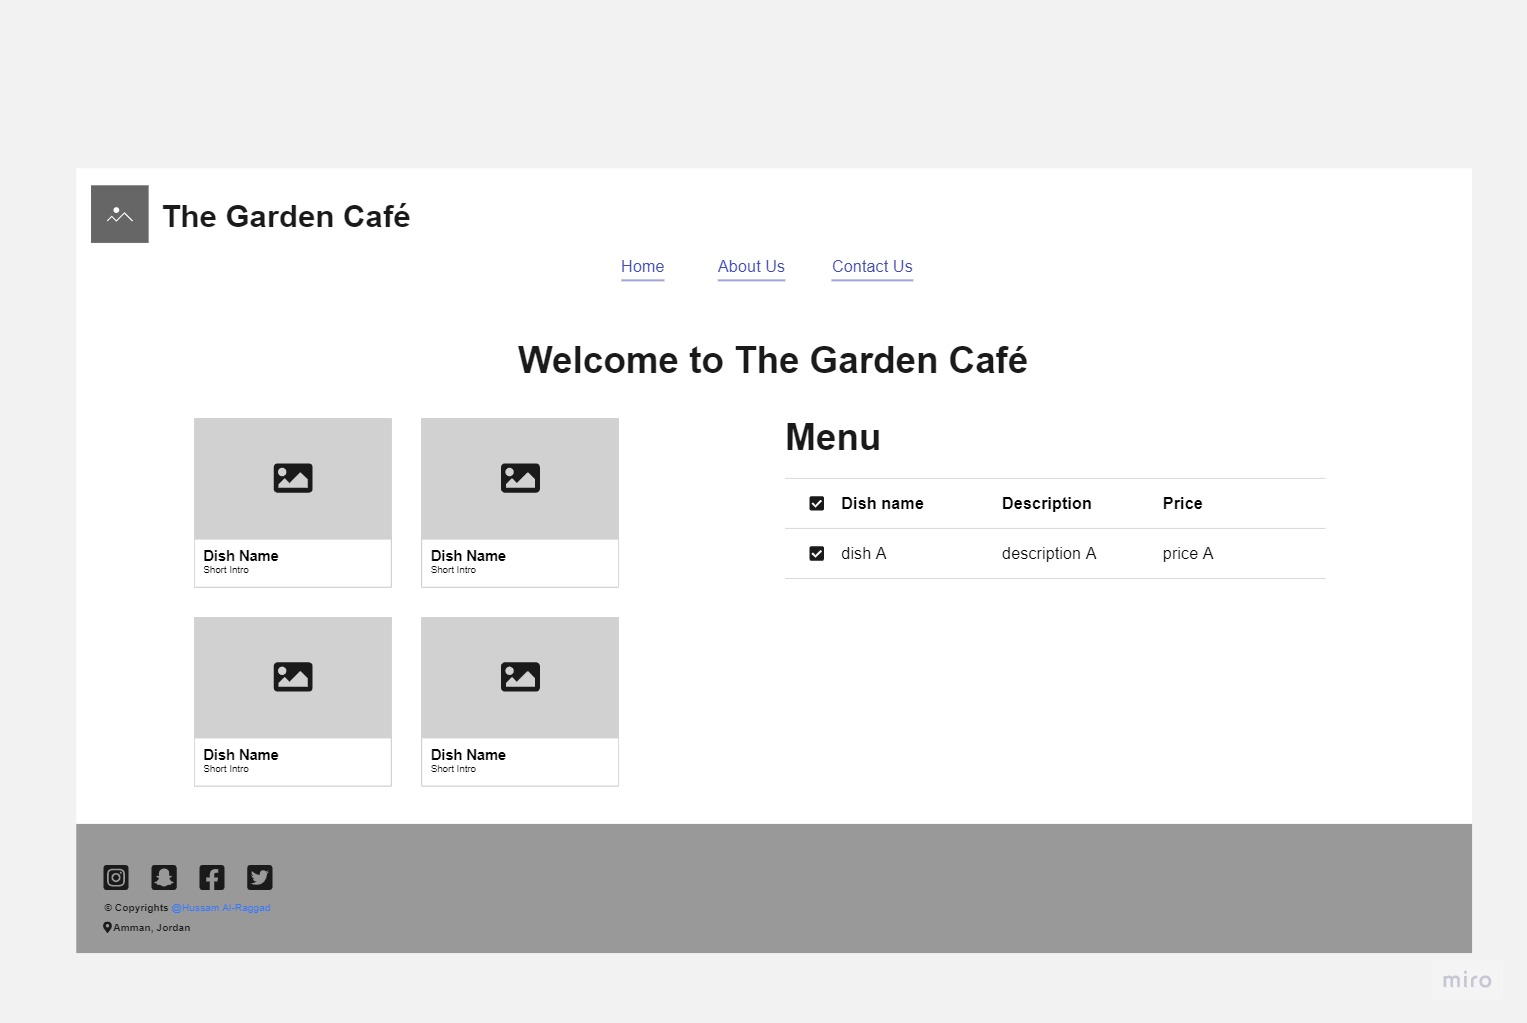 The Garden Café
Home About Us Contact Us
Welcome to The Garden Café
Dish Name
Short Intro
Dish Name
Short Intro
Dish Name
Short Intro
Dish Name
Short Intro
Menu
Dish name Description Price
dish A description A price A
© Copyrights @Hussam Al-Raggad
Amman, Jordan
miro